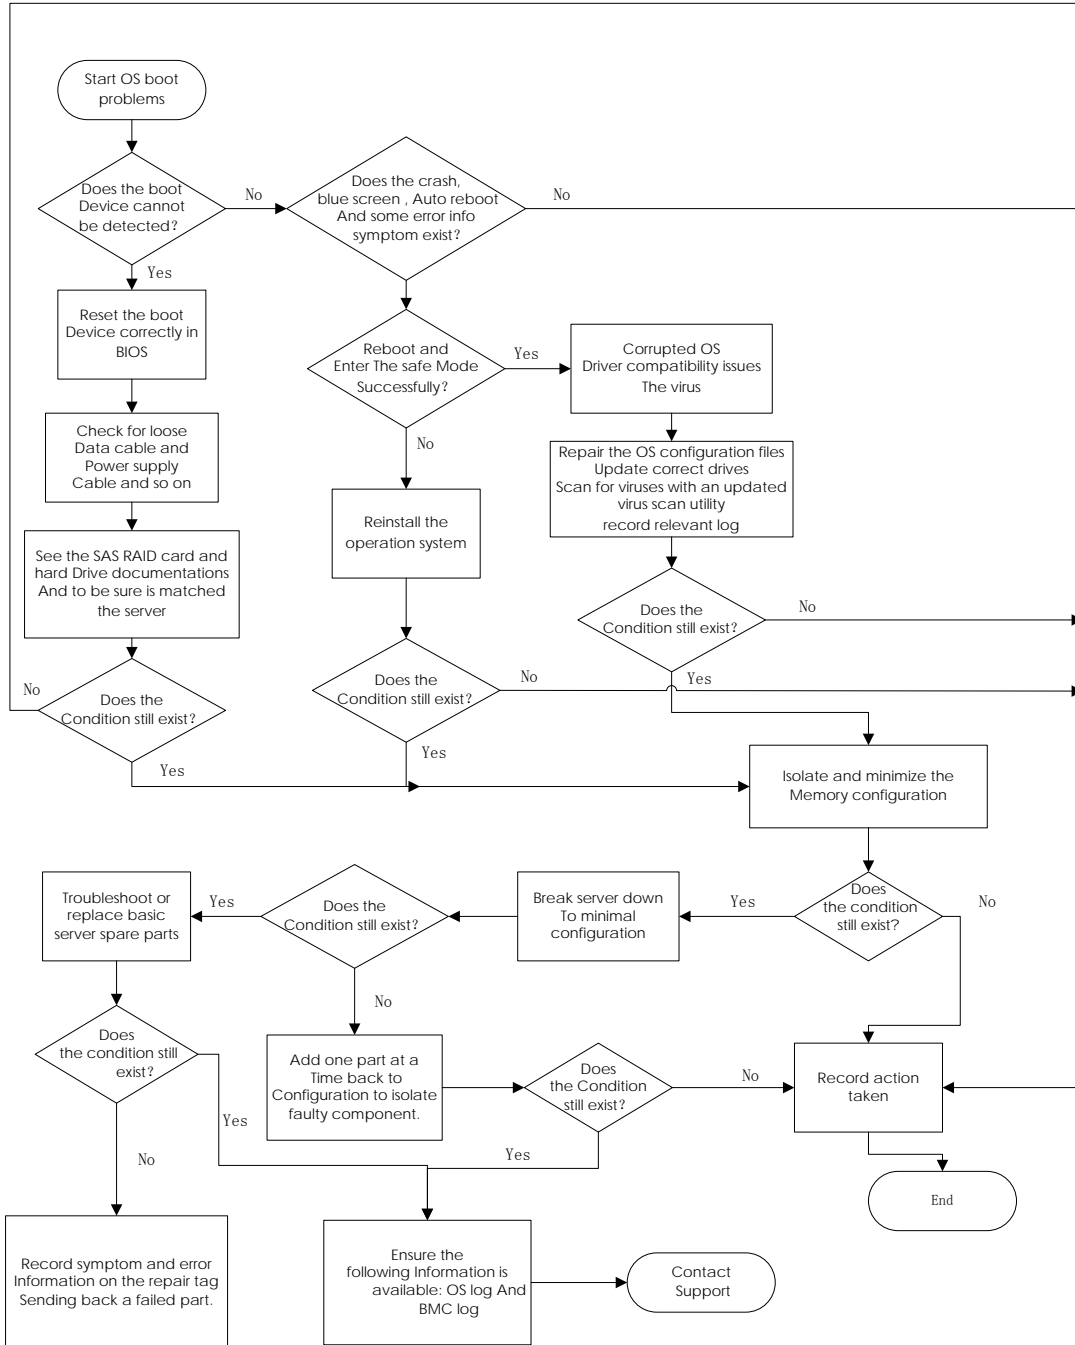 Start OS boot
problems
Does the boot
Device cannot
be detected?
No
Does the crash,
blue screen , Auto reboot
And some error info
symptom exist?
No
Yes
Reset the boot
Device correctly in
BIOS
Reboot and
Enter The safe Mode
Successfully?
Yes
Corrupted OS
Driver compatibility issues
The virus
Check for loose
Data cable and
Power supply
Cable and so on
No
Repair the OS configuration files
Update correct drives
Scan for viruses with an updated
virus scan utility
record relevant log
Reinstall the
operation system
See the SAS RAID card and
hard Drive documentations
And to be sure is matched
the server
Does the
Condition still exist?
No
No
Does the
Condition still exist?
Does the
Condition still exist?
No
Yes
Yes
Yes
Isolate and minimize the
Memory configuration
Troubleshoot or
replace basic
server spare parts
Yes
Does the
Condition still exist?
Break server down
To minimal
configuration
Yes
Does
the condition
still exist?
No
No
Does
the condition still
exist?
Add one part at a
Time back to
Configuration to isolate
faulty component.
Does
the Condition
still exist?
No
Record action
taken
Yes
Yes
No
End
Record symptom and error
Information on the repair tag
Sending back a failed part.
Ensure the
following Information is
available: OS log And
BMC log
Contact
Support